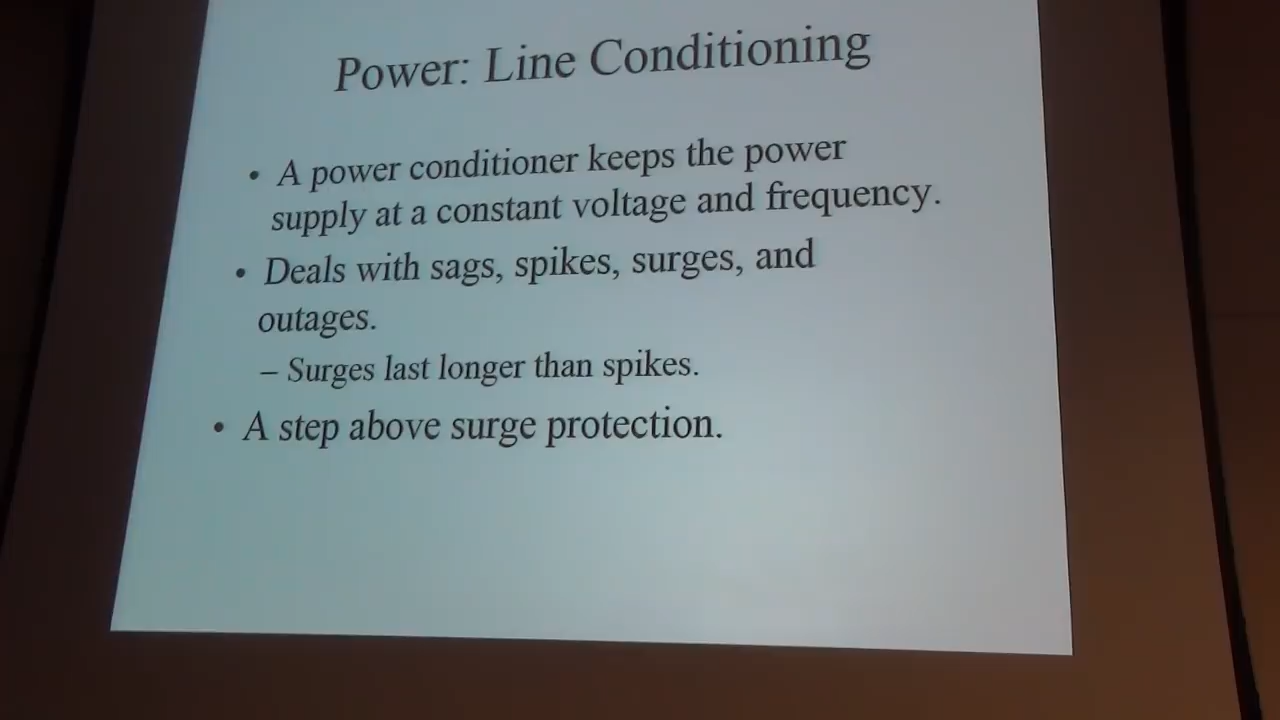 Power: Line Conditioning
• A power conditioner keeps the power
supply at a constant voltage and frequency.
• Deals with sags, spikes, surges, and
outages.
– Surges last longer than spikes.
• A step above surge protection.